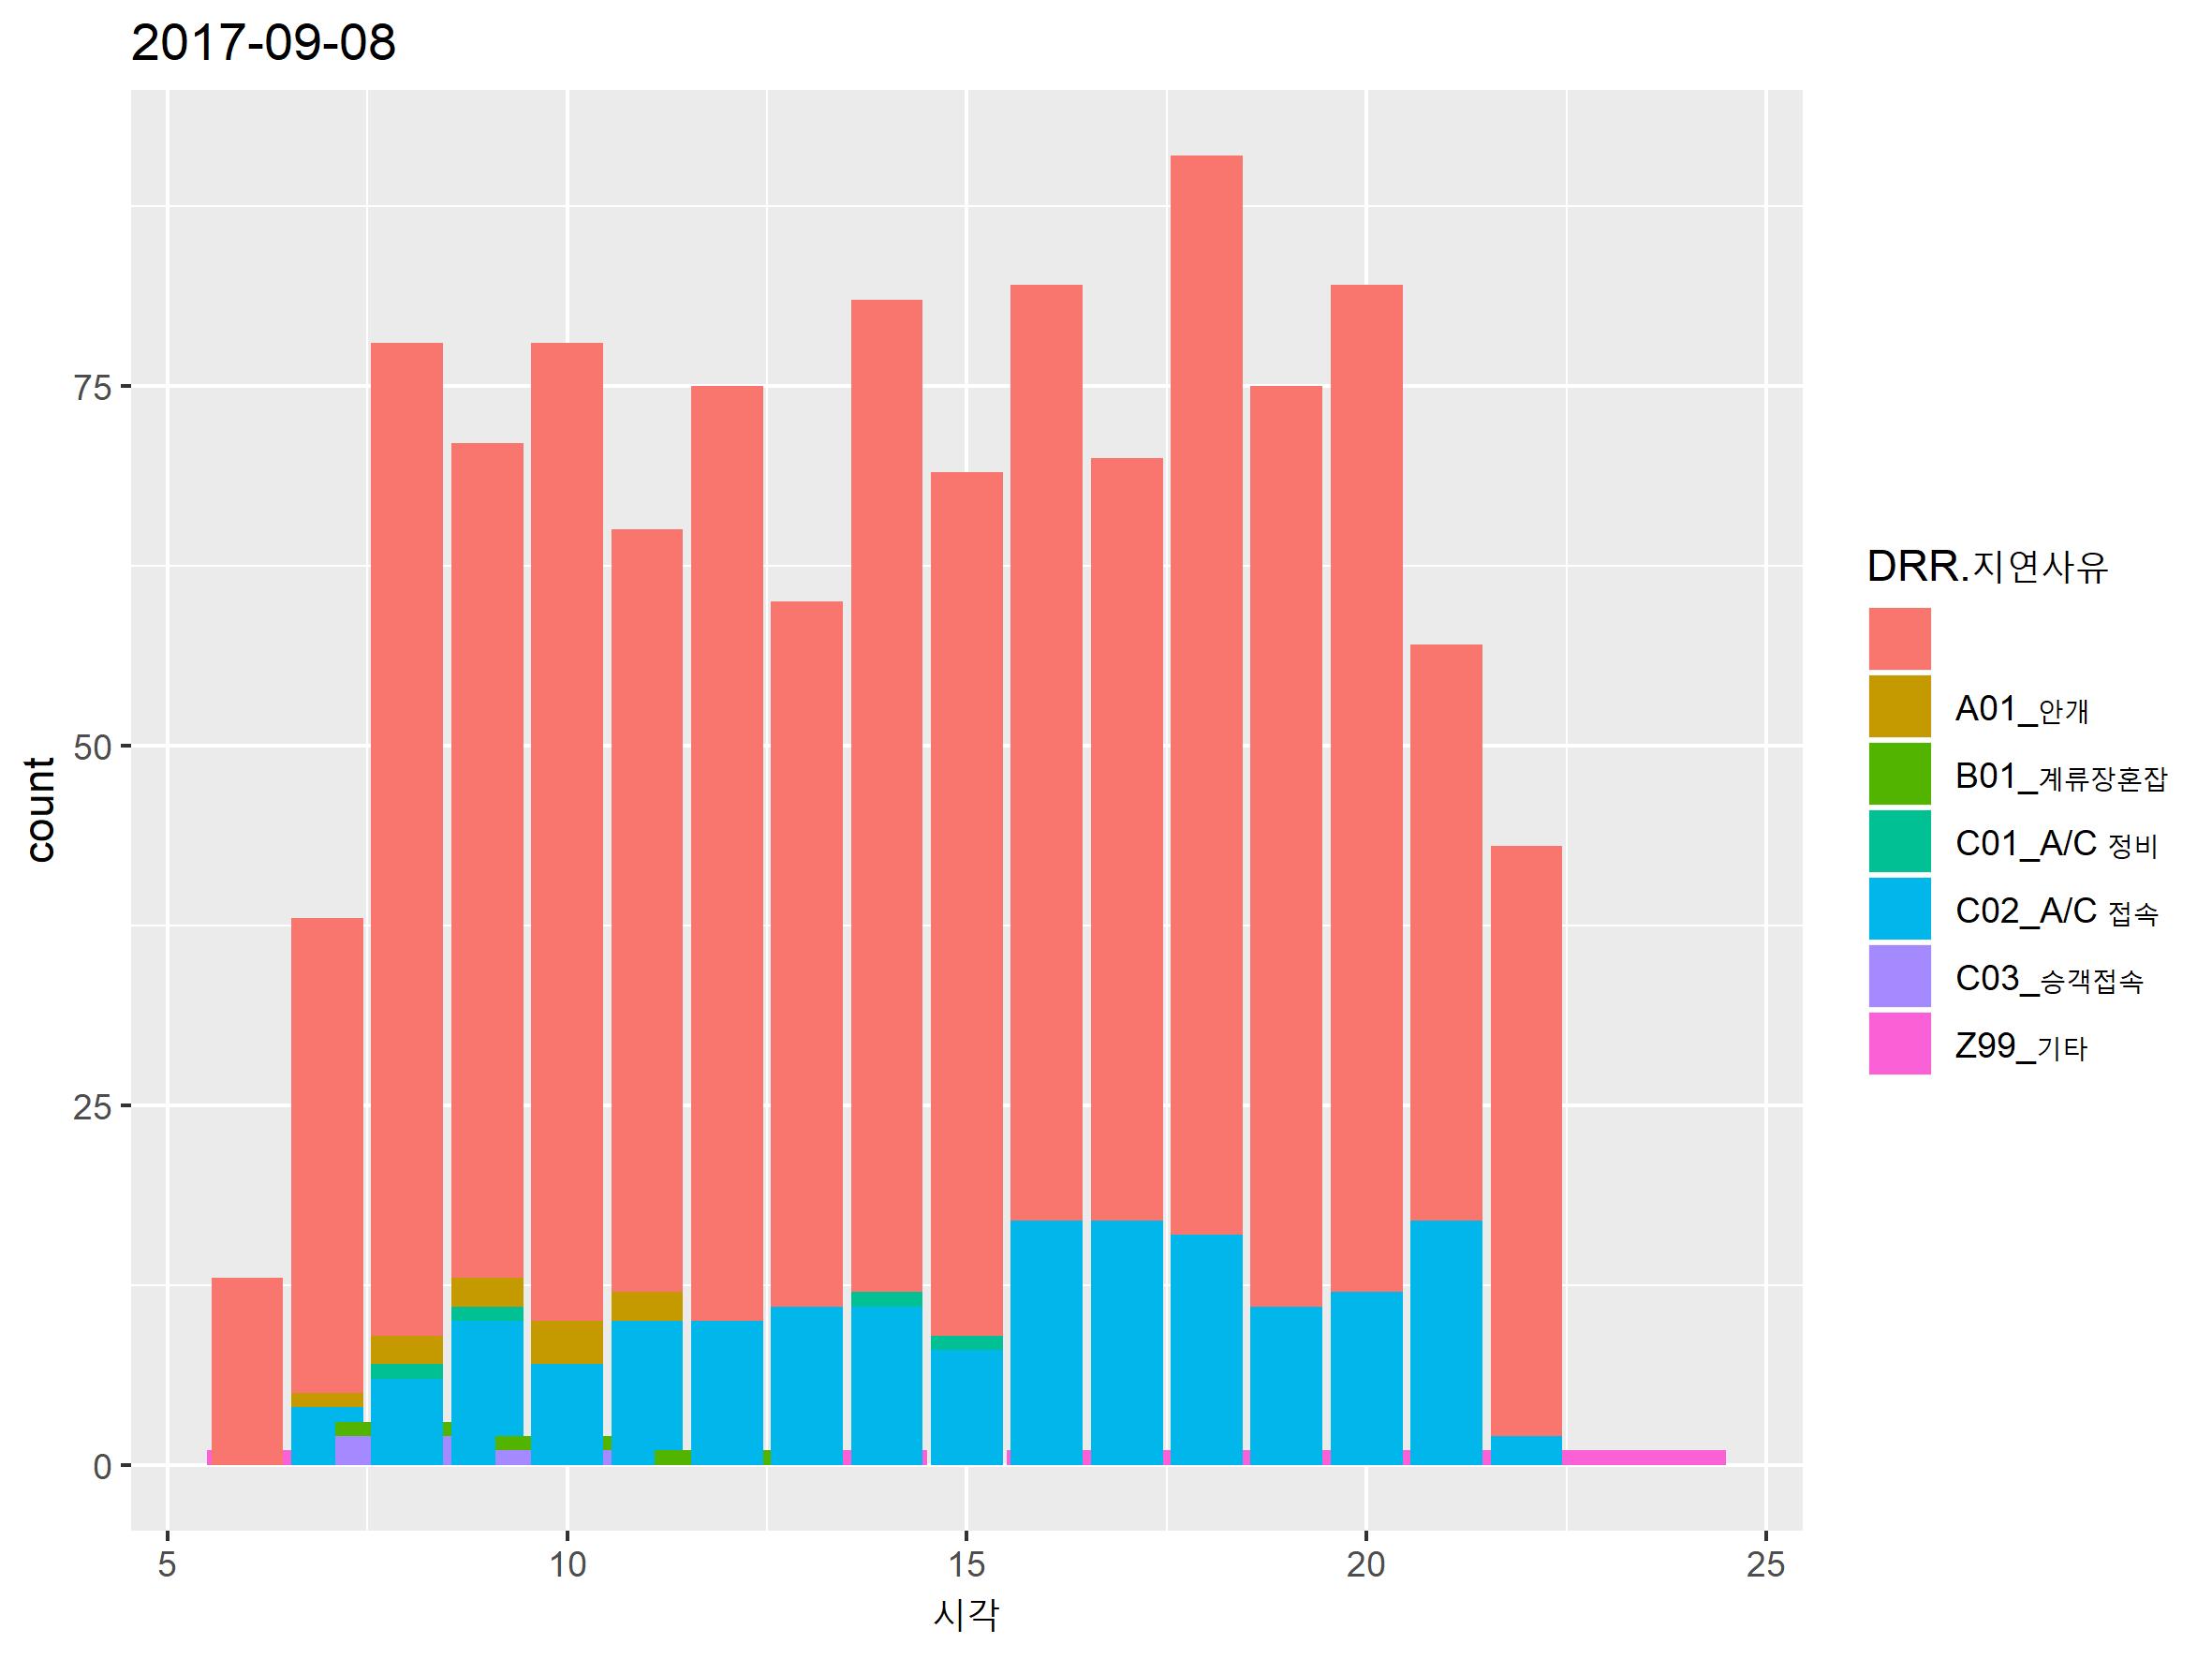 2017-09-08
count
75
50
25
0
5 10 15 20 25
시각
DRR.지연사유
A01_안개
B01_계류장혼잡
C01_A/C 정비
C02_A/C 접속
C03_승객접속
Z99_기타